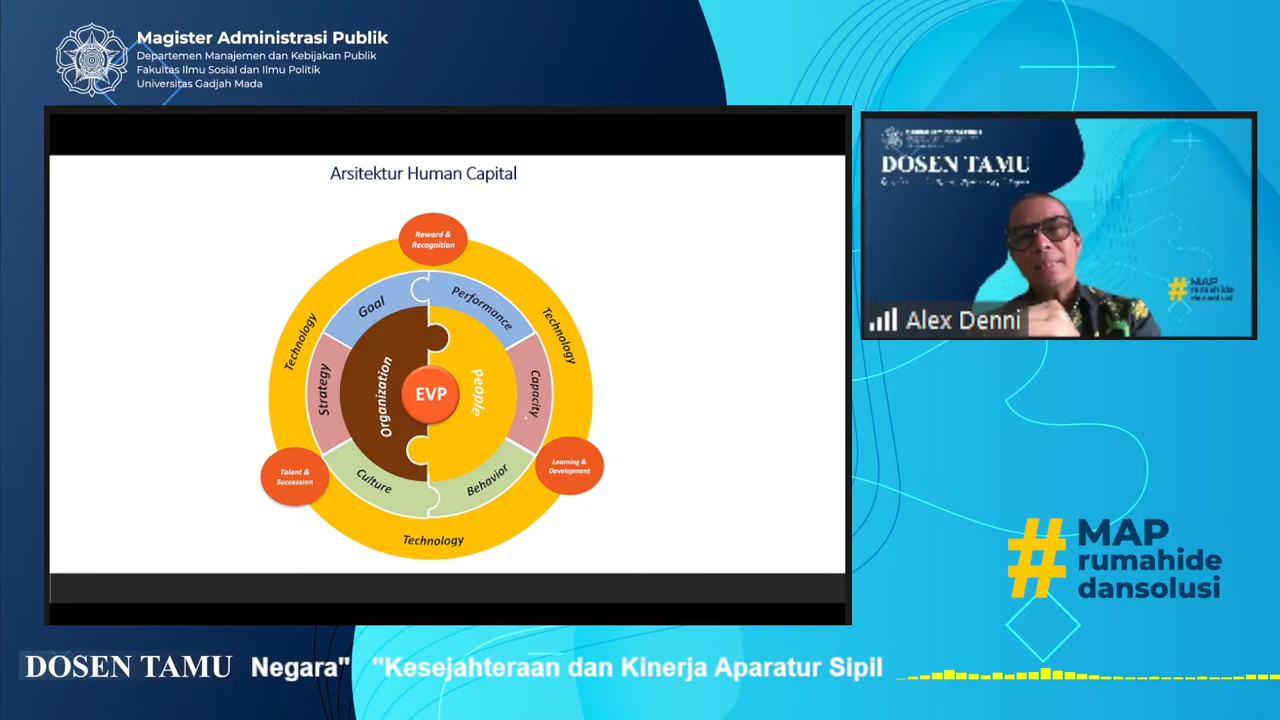 Magister Administrasi Publik
Departemen Manajemen dan Kebijakan Publik
Fakultas Ilmu Sosial dan Ilmu Politik
Universitas Gadjah Mada
Arsitektur Human Capital
Reward &
Recognition
Technology
Technology
Goal
Performance
Strategy
Organization
EVP
People
Capacity
Talent &
Succession
Learning &
Development
Culture
Behavior
Technology
DOSEN TAMU
#MAP
rumahide
Alex Denni
#MAP
rumahide
dansolusi
DOSEN TAMU
Negara" "Kesejahteraan dan Kinerja Aparatur Sipil